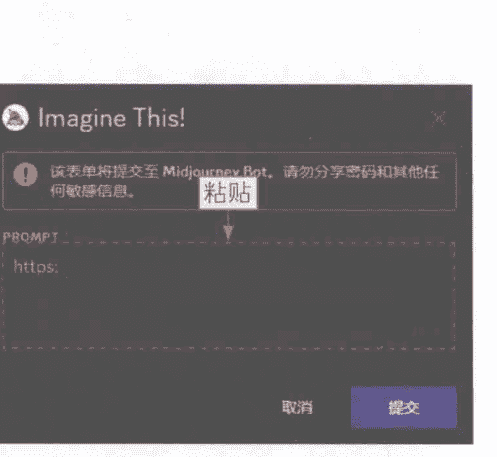 Imagine This!
该表单将提交至 Midjourney Bot。请勿分享密码和其他任
何敏感信息。
粘贴
PROMPT
https:
取消
提交